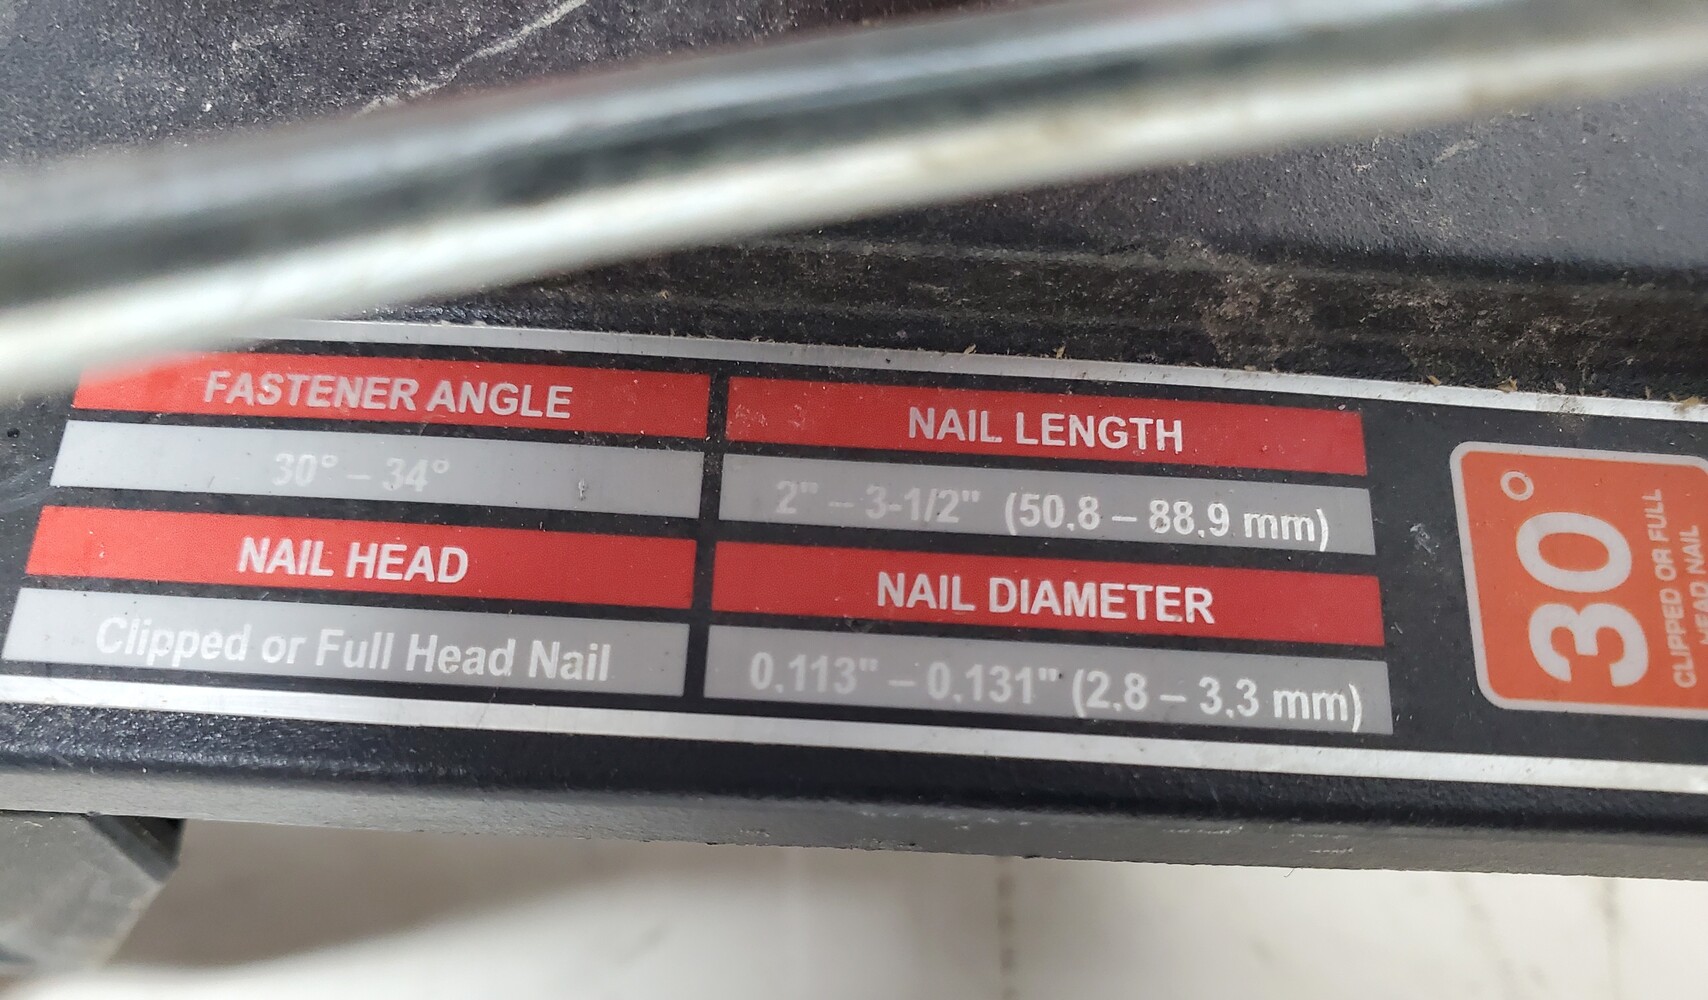 FASTENER ANGLE
30° – 34°
NAIL LENGTH
2" – 3-1/2" (50.8 – 88.9 mm)
NAIL HEAD
Clipped or Full Head Nail
NAIL DIAMETER
0.113" – 0.131" (2.8 – 3.3 mm)
30°
CLIPPED OR FULL
HEAD NAIL